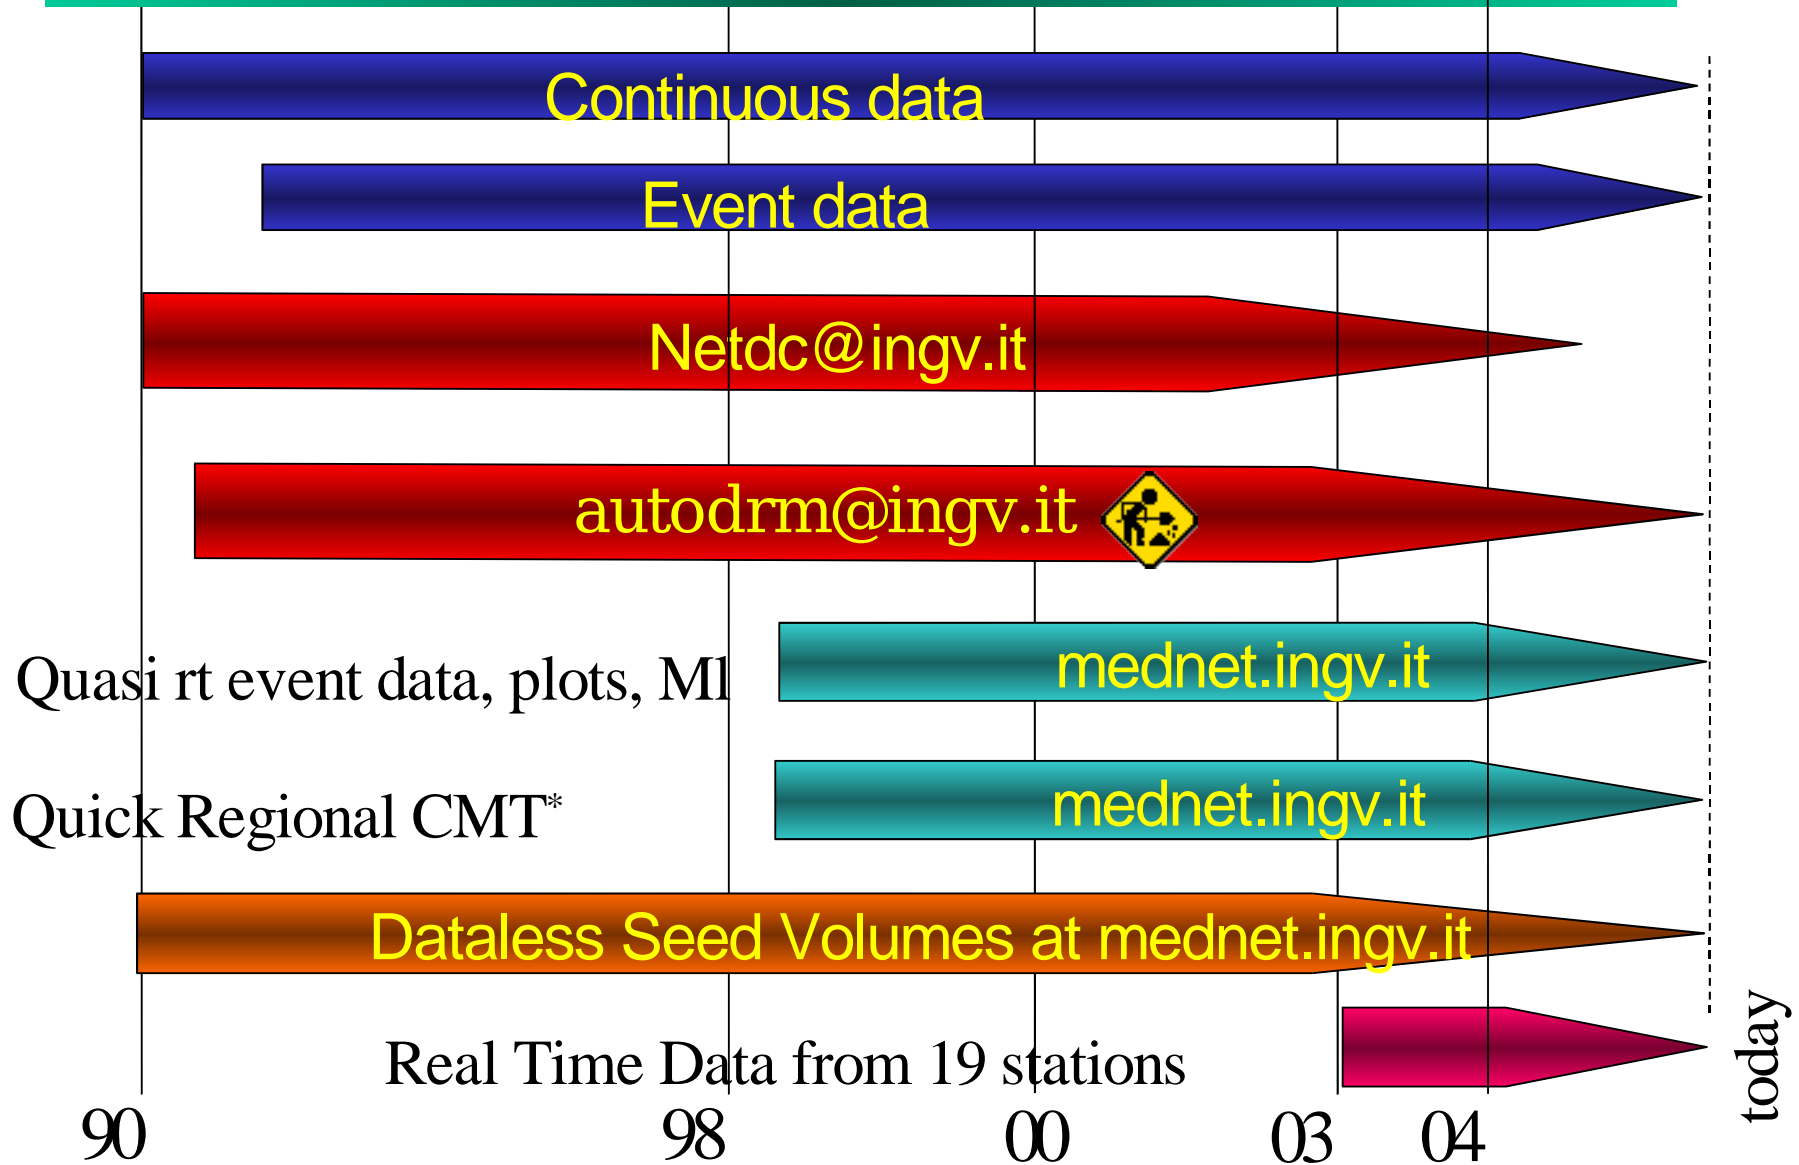 Continuous data
Event data
Netdc@ingv.it
autodrm@ingv.it
Quasi rt event data, plots, Ml
mednet.ingv.it
Quick Regional CMT*
mednet.ingv.it
Dataless Seed Volumes at mednet.ingv.it
Real Time Data from 19 stations
today
90 98 00 03 04